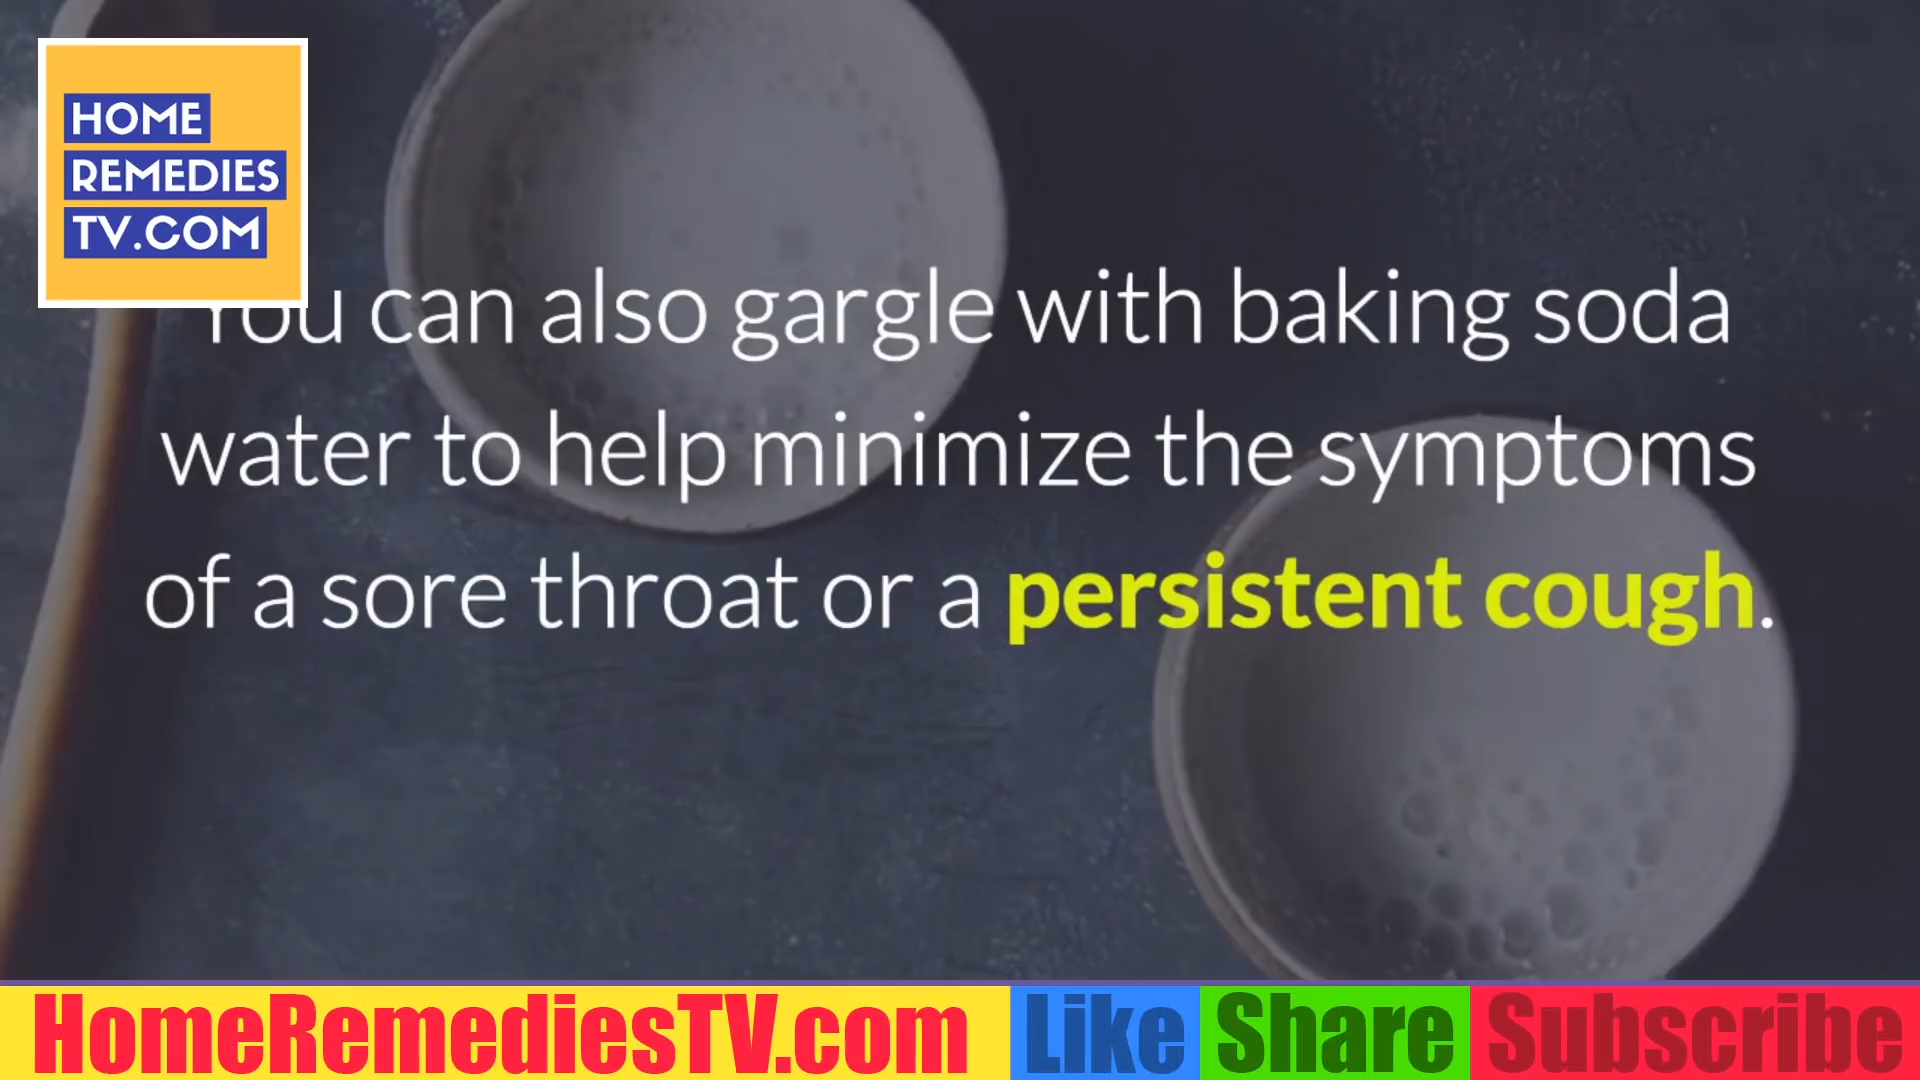 HOME
REMEDIES
TV.COM
You can also gargle with baking soda
water to help minimize the symptoms
of a sore throat or a persistent cough.
HomeRemediesTV.com Like Share Subscribe